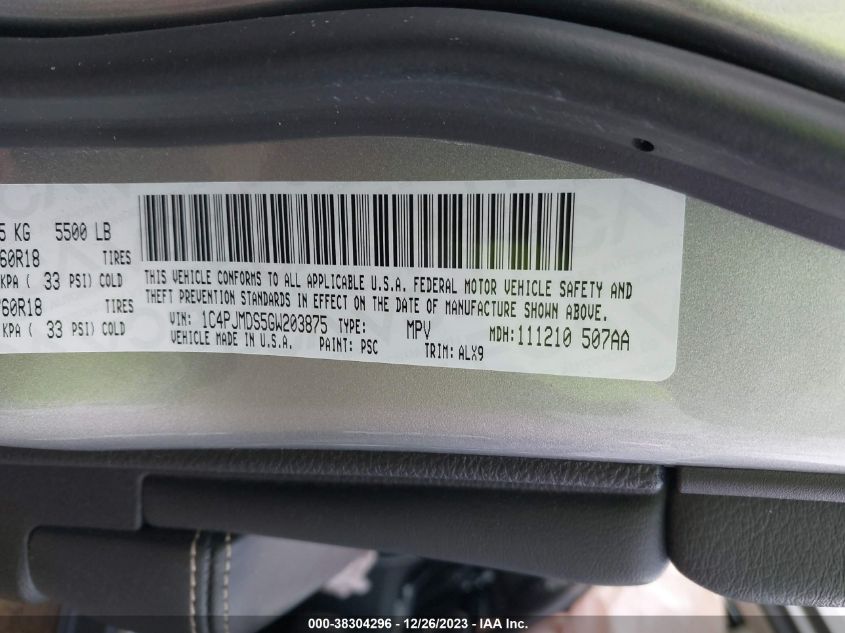 5 KG 5500 LB
60R18 TIRES
KPA ( 33 PSI) COLD
60R18 TIRES
KPA ( 33 PSI) COLD
THIS VEHICLE CONFORMS TO ALL APPLICABLE U.S.A. FEDERAL MOTOR VEHICLE SAFETY AND
THEFT PREVENTION STANDARDS IN EFFECT ON THE DATE OF MANUFACTURE SHOWN ABOVE.
VIN: 1C4PJMDS5GW203875 TYPE: MPV MDH:111210 507AA
VEHICLE MADE IN U.S.A. PAINT: PSC TRIM: ALX9
000-38304296 - 12/26/2023 - IAA Inc.